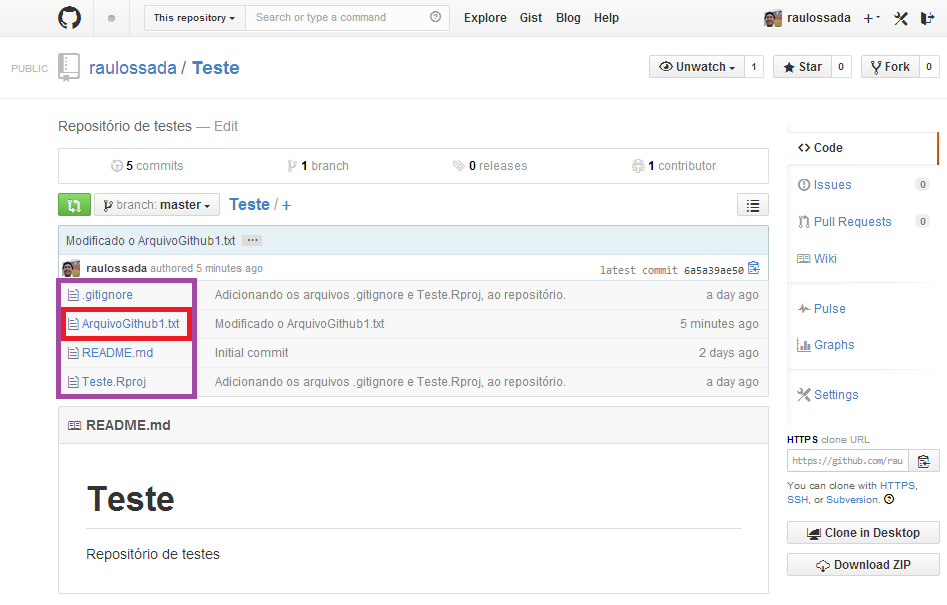 This repository Search or type a command Explore Gist Blog Help raulossada
PUBLIC raulossada / Teste Unwatch 1 Star 0 Fork 0
Repositório de testes — Edit
5 commits 1 branch 0 releases 1 contributor
branch: master Teste / +
Modificado o ArquivoGithub1.txt ...
raulossada authored 5 minutes ago latest commit 6a5a39ae50
.gitignore Adicionando os arquivos .gitignore e Teste.Rproj, ao repositório. a day ago
ArquivoGithub1.txt Modificado o ArquivoGithub1.txt 5 minutes ago
README.md Initial commit 2 days ago
Teste.Rproj Adicionando os arquivos .gitignore e Teste.Rproj, ao repositório. a day ago
README.md
Teste
Repositório de testes
Code
Issues 0
Pull Requests 0
Wiki
Pulse
Graphs
Settings
HTTPS clone URL
https://github.com/rau
You can clone with HTTPS,
SSH, or Subversion.
Clone in Desktop
Download ZIP